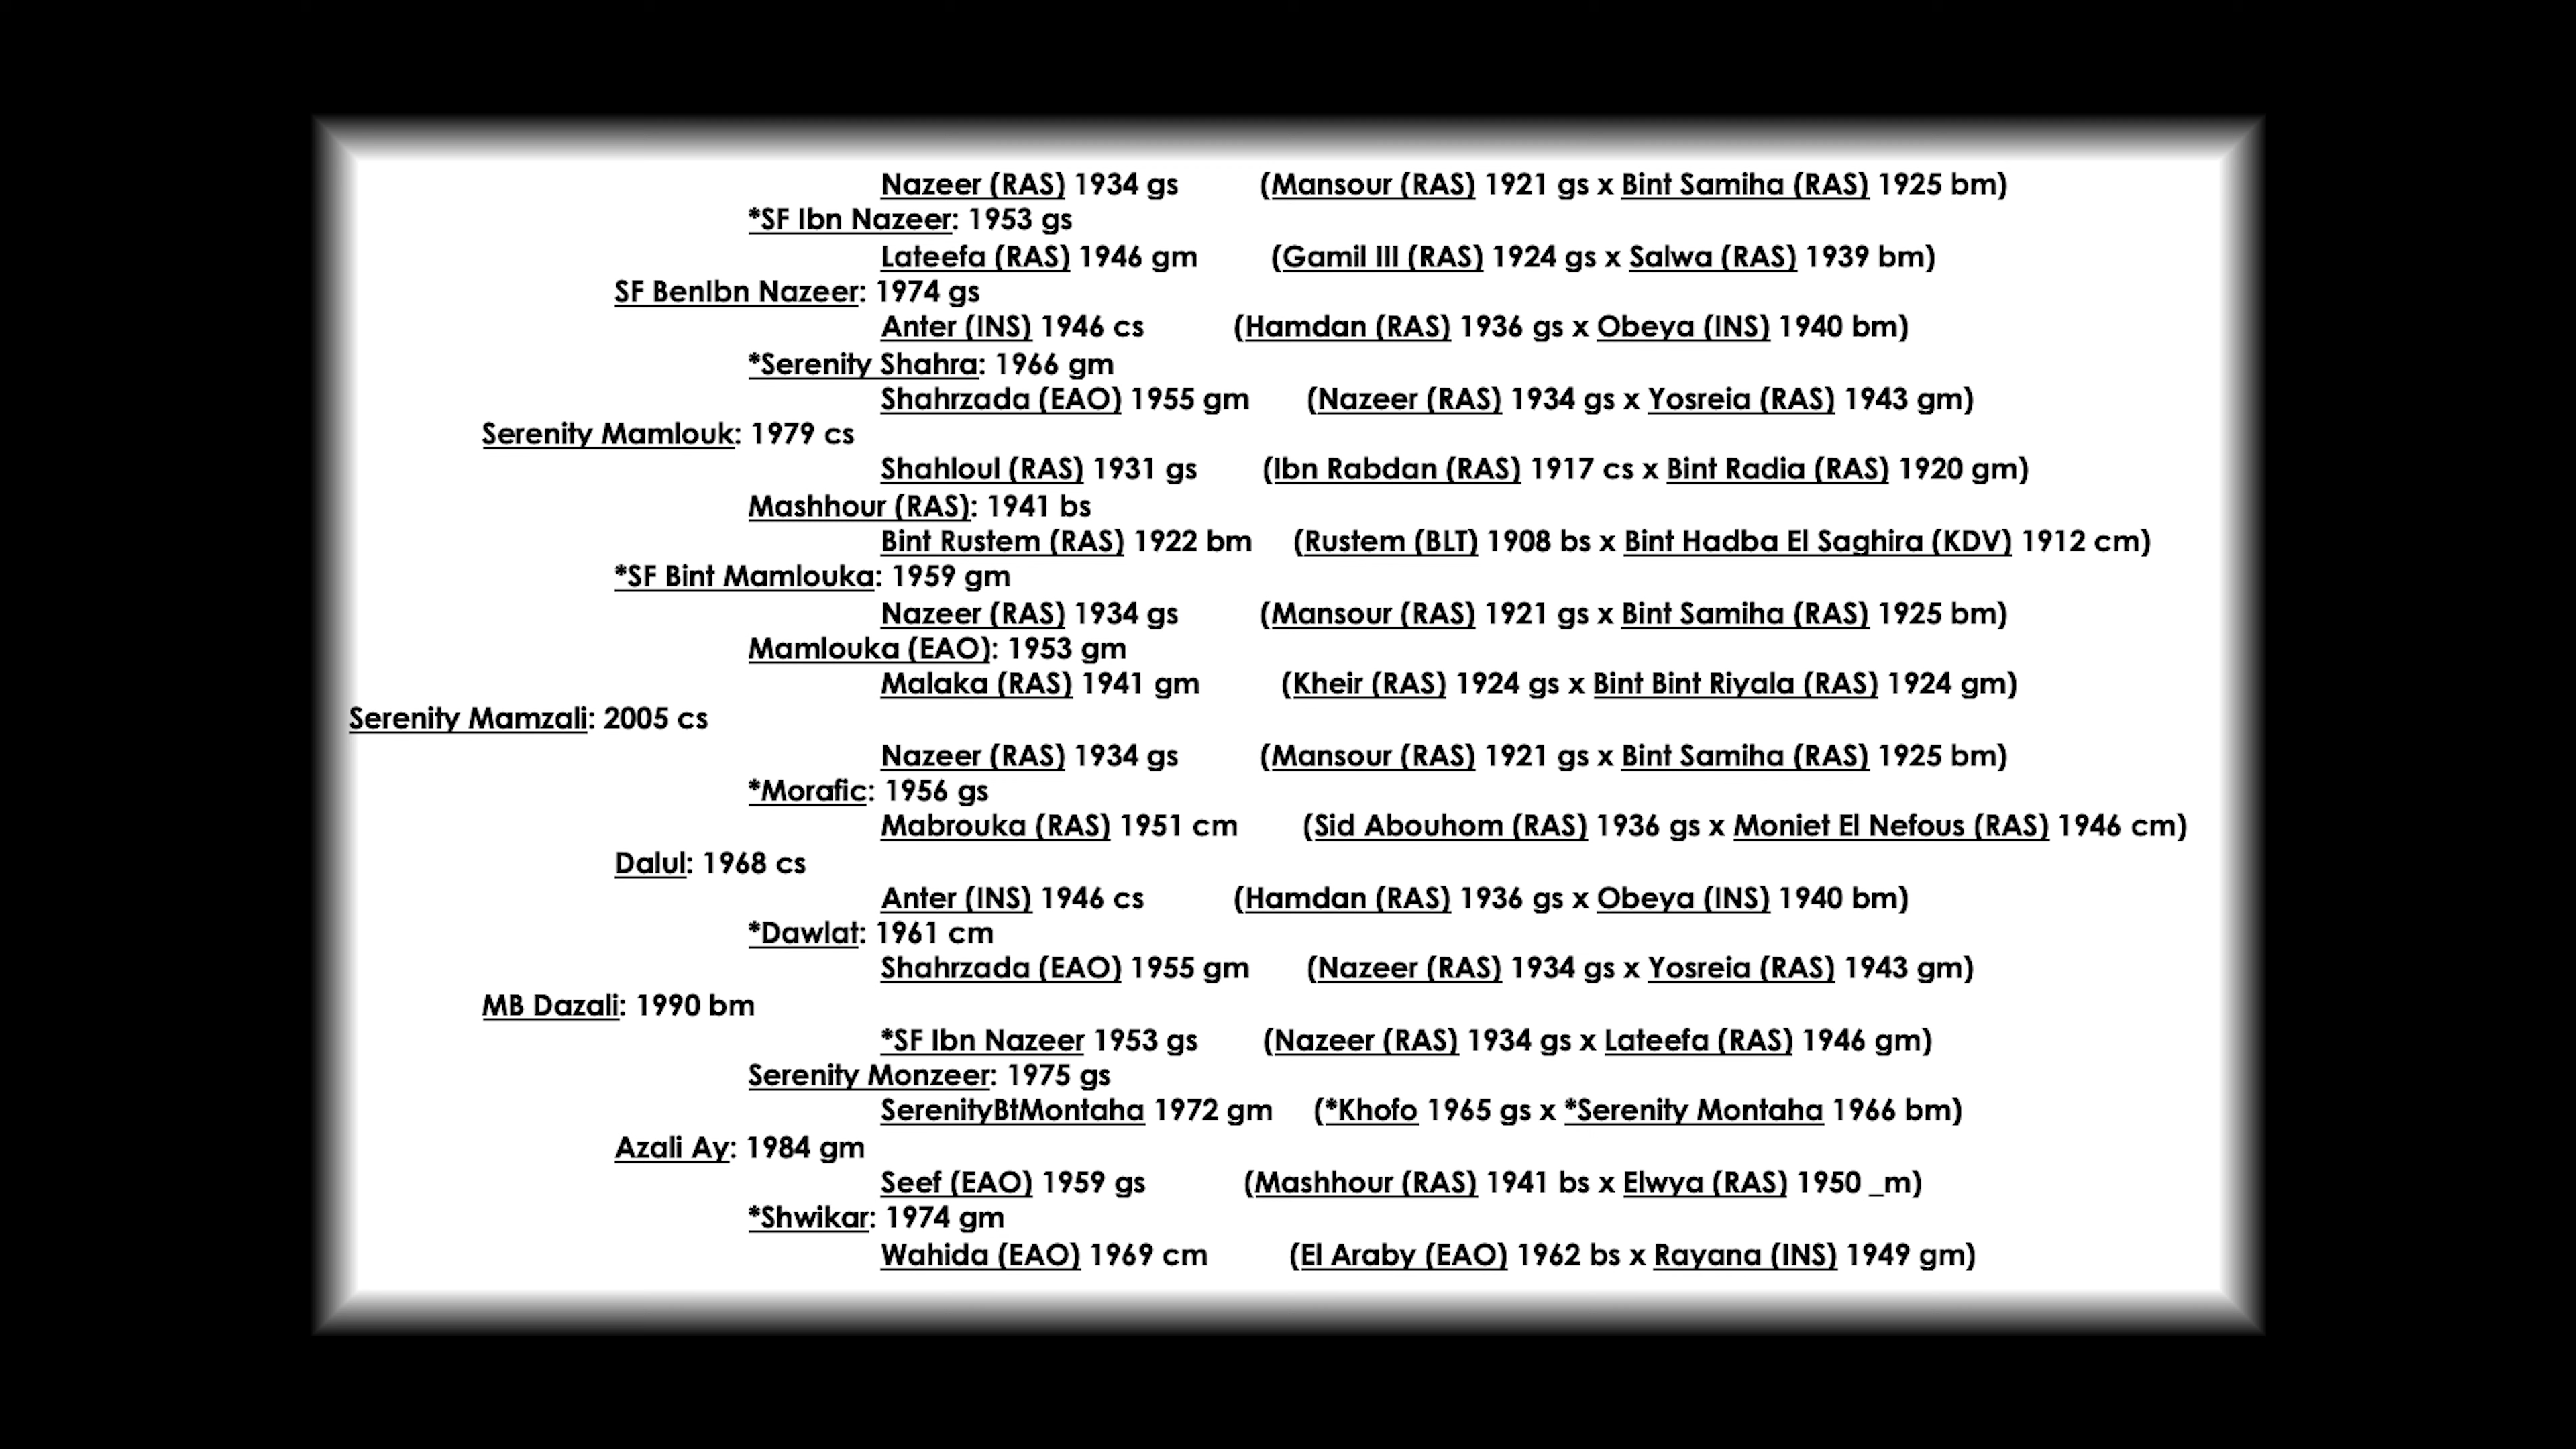 Nazeer (RAS) 1934 gs (Mansour (RAS) 1921 gs x Bint Samiha (RAS) 1925 bm)
*SF Ibn Nazeer: 1953 gs
Lateefa (RAS) 1946 gm (Gamil III (RAS) 1924 gs x Salwa (RAS) 1939 bm)
SF BenIbn Nazeer: 1974 gs
Anter (INS) 1946 cs (Hamdan (RAS) 1936 gs x Obeya (INS) 1940 bm)
*Serenity Shahra: 1966 gm
Shahrzada (EAO) 1955 gm (Nazeer (RAS) 1934 gs x Yosreia (RAS) 1943 gm)
Serenity Mamlouk: 1979 cs
Shahloul (RAS) 1931 gs (Ibn Rabdan (RAS) 1917 cs x Bint Radia (RAS) 1920 gm)
Mashhour (RAS): 1941 bs
Bint Rustem (RAS) 1922 bm (Rustem (BLT) 1908 bs x Bint Hadba El Saghira (KDV) 1912 cm)
*SF Bint Mamlouka: 1959 gm
Nazeer (RAS) 1934 gs (Mansour (RAS) 1921 gs x Bint Samiha (RAS) 1925 bm)
Mamlouka (EAO): 1953 gm
Malaka (RAS) 1941 gm (Kheir (RAS) 1924 gs x Bint Bint Riyala (RAS) 1924 gm)
Serenity Mamzali: 2005 cs
Nazeer (RAS) 1934 gs (Mansour (RAS) 1921 gs x Bint Samiha (RAS) 1925 bm)
*Morafic: 1956 gs
Mabrouka (RAS) 1951 cm (Sid Abouhom (RAS) 1936 gs x Moniet El Nefous (RAS) 1946 cm)
Dalul: 1968 cs
Anter (INS) 1946 cs (Hamdan (RAS) 1936 gs x Obeya (INS) 1940 bm)
*Dawlat: 1961 cm
Shahrzada (EAO) 1955 gm (Nazeer (RAS) 1934 gs x Yosreia (RAS) 1943 gm)
MB Dazali: 1990 bm
*SF Ibn Nazeer 1953 gs (Nazeer (RAS) 1934 gs x Lateefa (RAS) 1946 gm)
Serenity Monzeer: 1975 gs
SerenityBtMontaha 1972 gm (*Khofo 1965 gs x *Serenity Montaha 1966 bm)
Azali Ay: 1984 gm
Seef (EAO) 1959 gs (Mashhour (RAS) 1941 bs x Elwya (RAS) 1950 _m)
*Shwikar: 1974 gm
Wahida (EAO) 1969 cm (El Araby (EAO) 1962 bs x Rayana (INS) 1949 gm)